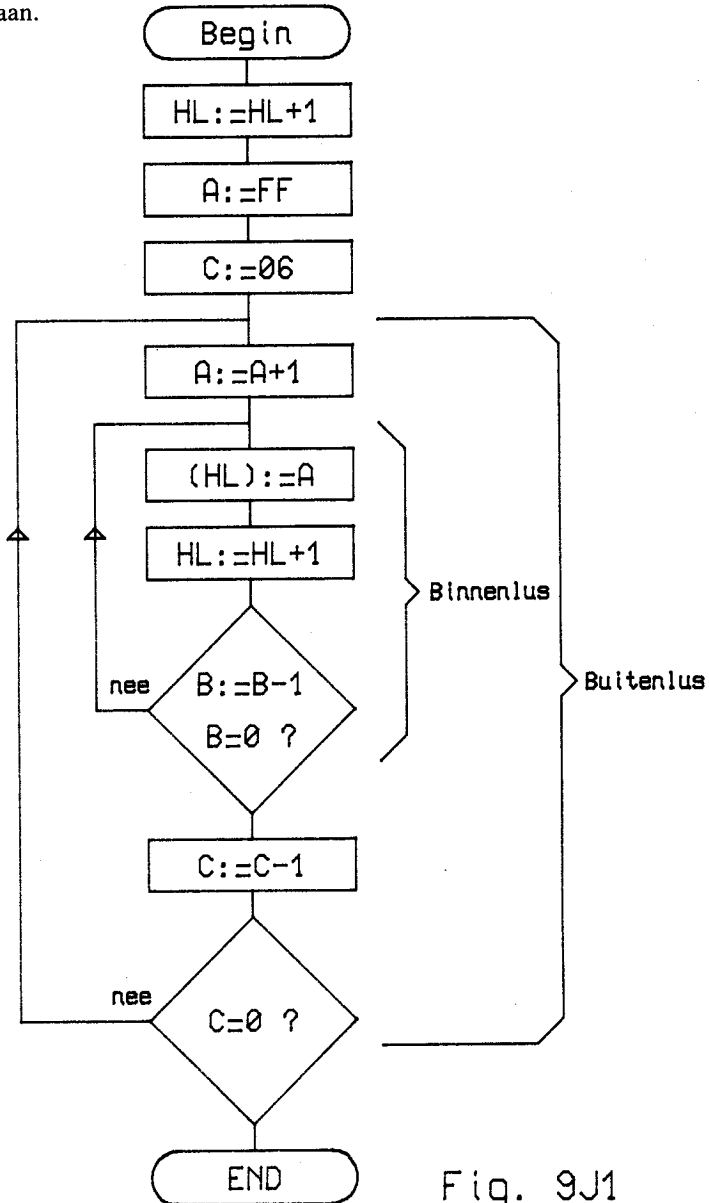 aan.
Begin
HL:=HL+1
A:=FF
C:=06
A:=A+1
(HL):=A
HL:=HL+1
Binnenlus
nee
B:=B-1
B=0 ?
Buitenlus
C:=C-1
nee
C=0 ?
END
Fig. 9J1